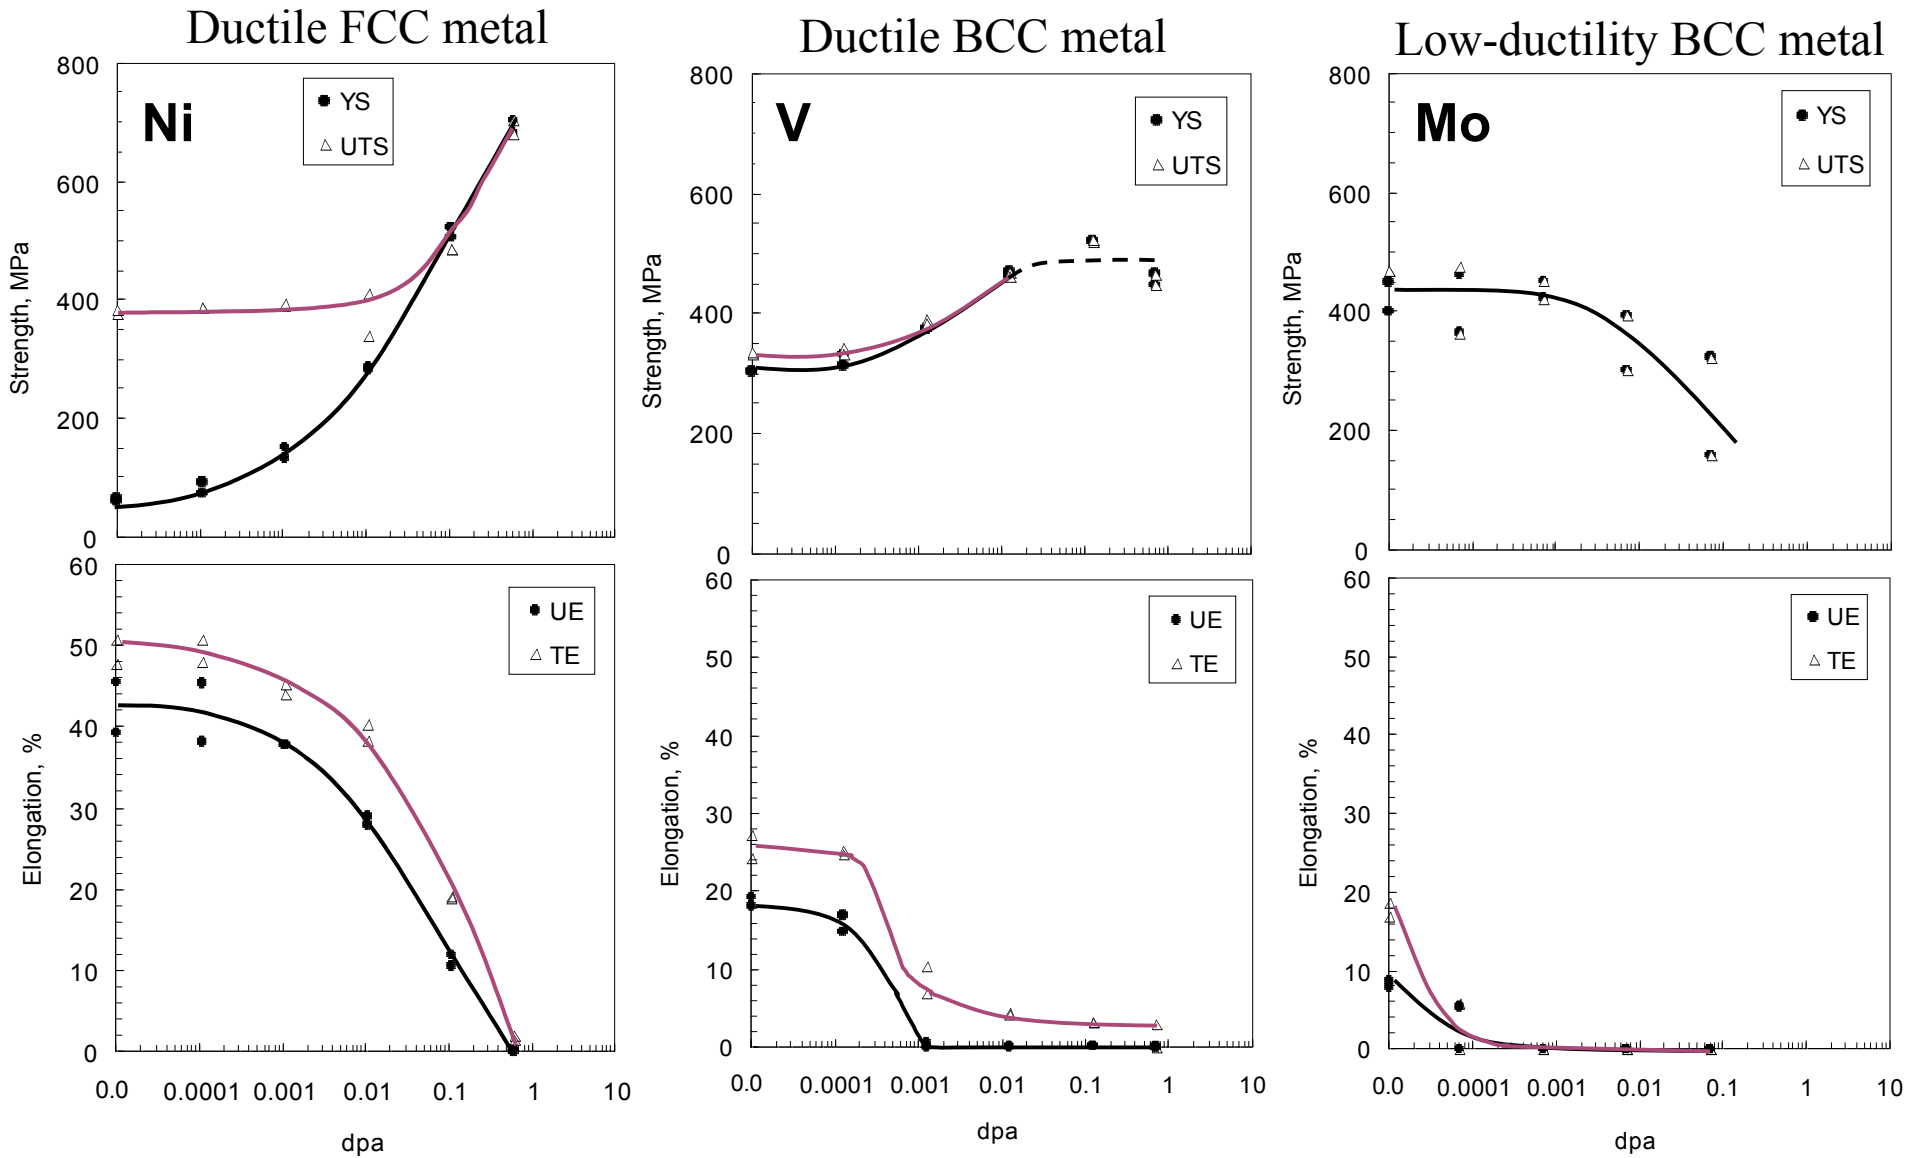 Ductile FCC metal
Ductile BCC metal
Low-ductility BCC metal
800
600
400
200
0
Strength, MPa
Ni
YS
UTS
800
600
400
200
0
Strength, MPa
V
YS
UTS
800
600
400
200
0
Strength, MPa
Mo
YS
UTS
60
50
40
30
20
10
0
Elongation, %
UE
TE
0.0 0.0001 0.001 0.01 0.1 1 10
dpa
60
50
40
30
20
10
0
Elongation, %
UE
TE
0.0 0.0001 0.001 0.01 0.1 1 10
dpa
60
50
40
30
20
10
0
Elongation, %
UE
TE
0.0 0.0001 0.001 0.01 0.1 1 10
dpa